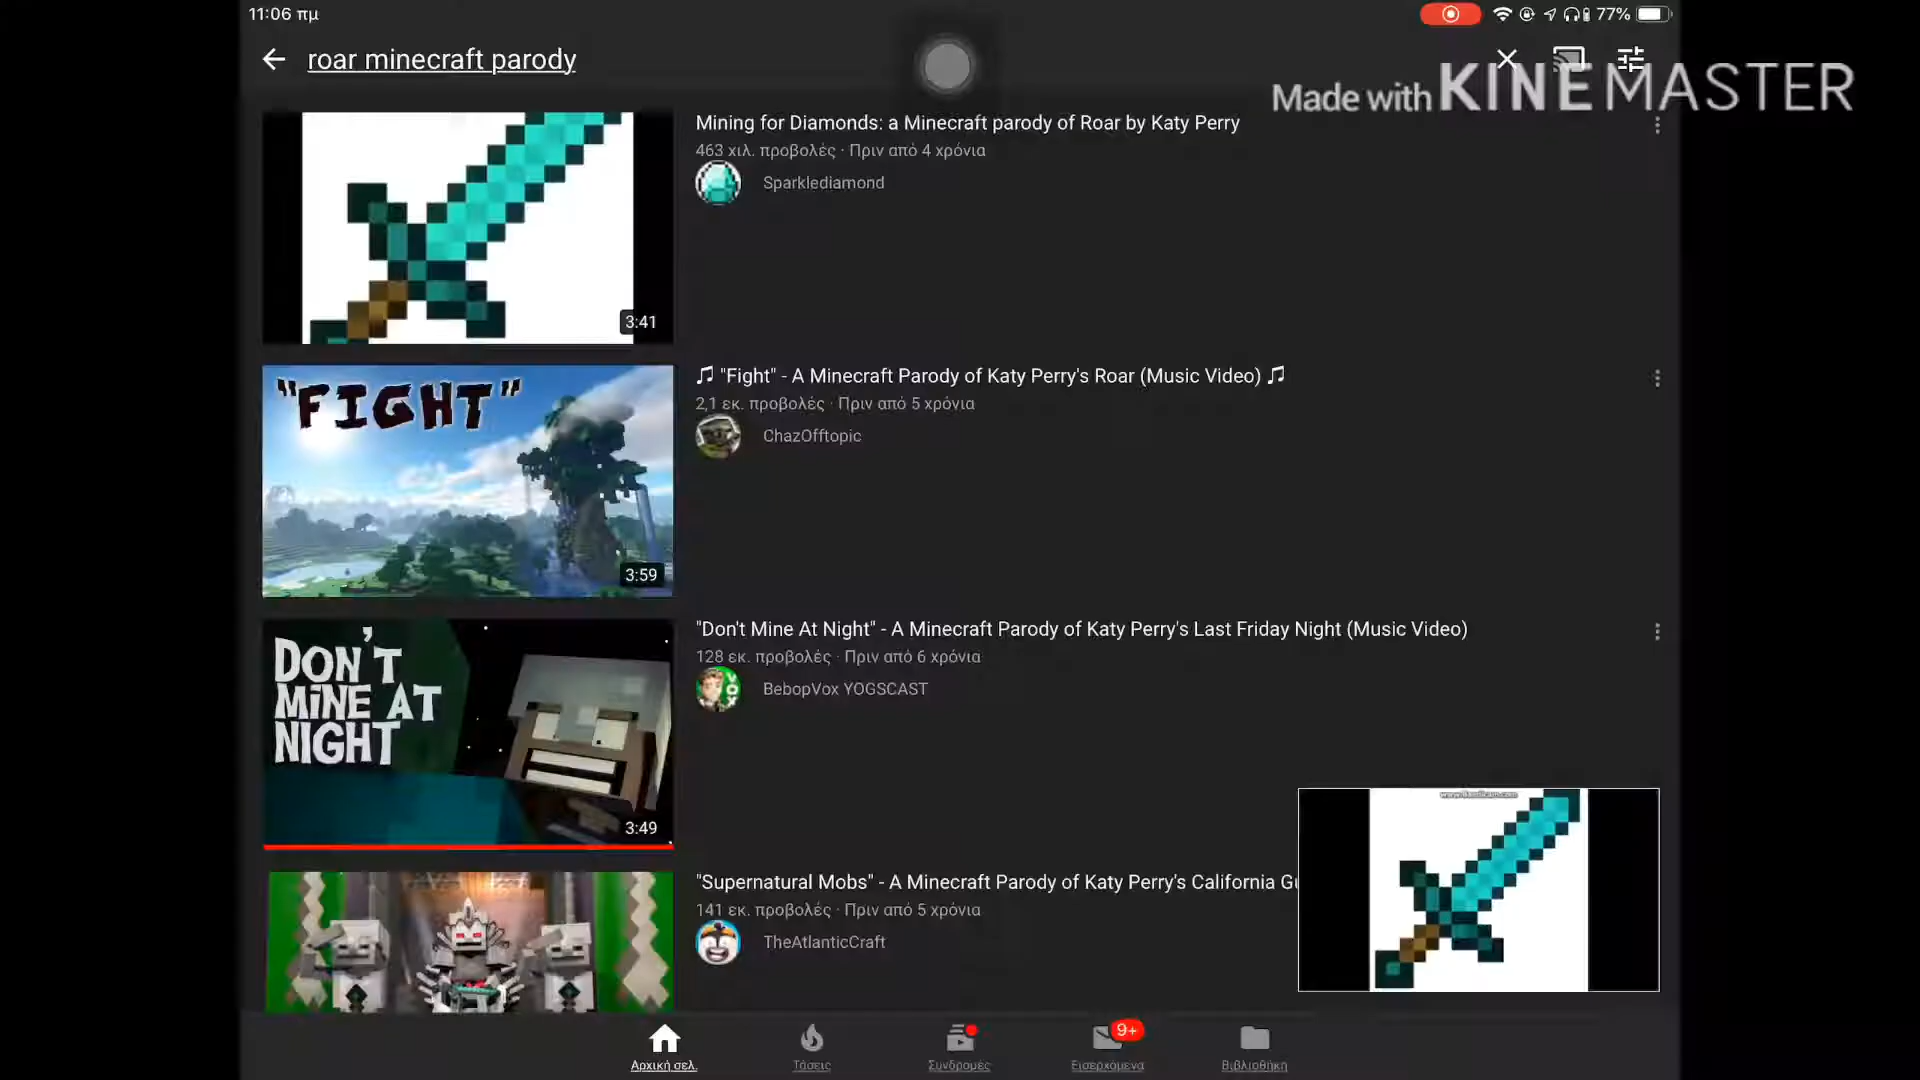 11:06 πμ
77%
roar minecraft parody
Made with KINEMASTER
Mining for Diamonds: a Minecraft parody of Roar by Katy Perry
463 χιλ. προβολές · Πριν από 4 χρόνια
Sparklediamond
3:41
"FIGHT"
🎵 "Fight" - A Minecraft Parody of Katy Perry's Roar (Music Video) 🎵
2,1 εκ. προβολές · Πριν από 5 χρόνια
ChazOfftopic
3:59
DON'T
MINE AT
NIGHT
"Don't Mine At Night" - A Minecraft Parody of Katy Perry's Last Friday Night (Music Video)
128 εκ. προβολές · Πριν από 6 χρόνια
VOX
BebopVox YOGSCAST
3:49
"Supernatural Mobs" - A Minecraft Parody of Katy Perry's California Gu
141 εκ. προβολές · Πριν από 5 χρόνια
TheAtlanticCraft
9+
Αρχική σελ.
Τάσεις
Συνδρομές
Εισερχόμενα
Βιβλιοθήκη